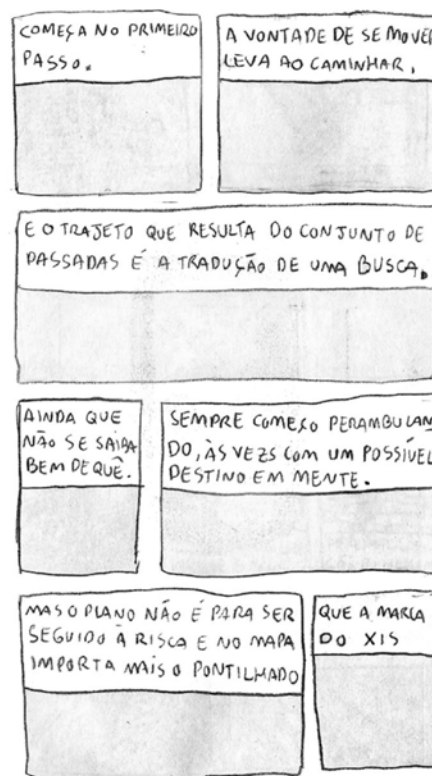 COMEÇA NO PRIMEIRO
PASSO.
A VONTADE DE SE MOVER
LEVA AO CAMINHAR,
E O TRAJETO QUE RESULTA DO CONJUNTO DE
PASSADAS É A TRADUÇÃO DE UMA BUSCA.
AINDA QUE
NÃO SE SAIBA
BEM DE QUÊ.
SEMPRE COMEÇO PERAMBULAN
DO, ÀS VEZS COM UM POSSÍVEL
DESTINO EM MENTE.
MAS O PLANO NÃO É PARA SER
SEGUIDO À RISCA E NO MAPA
IMPORTA MAIS O PONTILHADO
QUE A MARCA
DO XIS